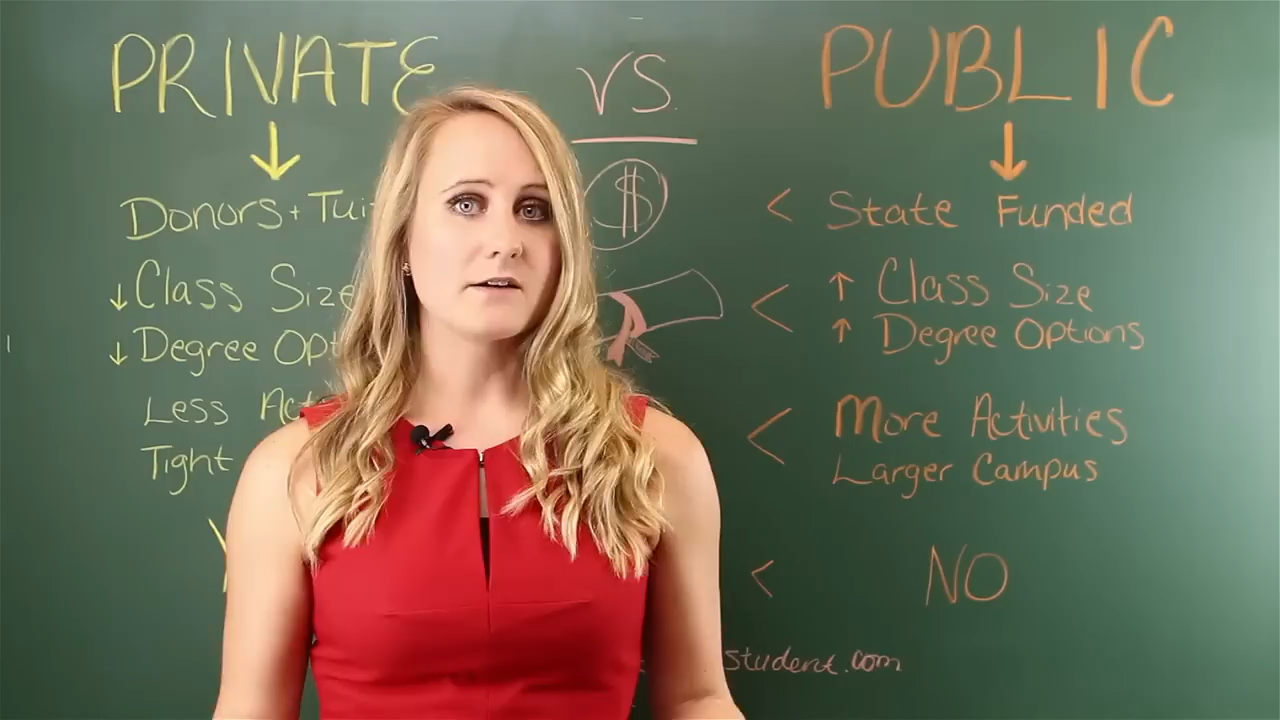 PRIVATE VS. PUBLIC
Donors + Tui $ < State Funded
↓ Class Size < ↑ Class Size
↓ Degree Opt ↑ Degree Options
Less Act < More Activities
Tight Larger Campus
< NO
student.com